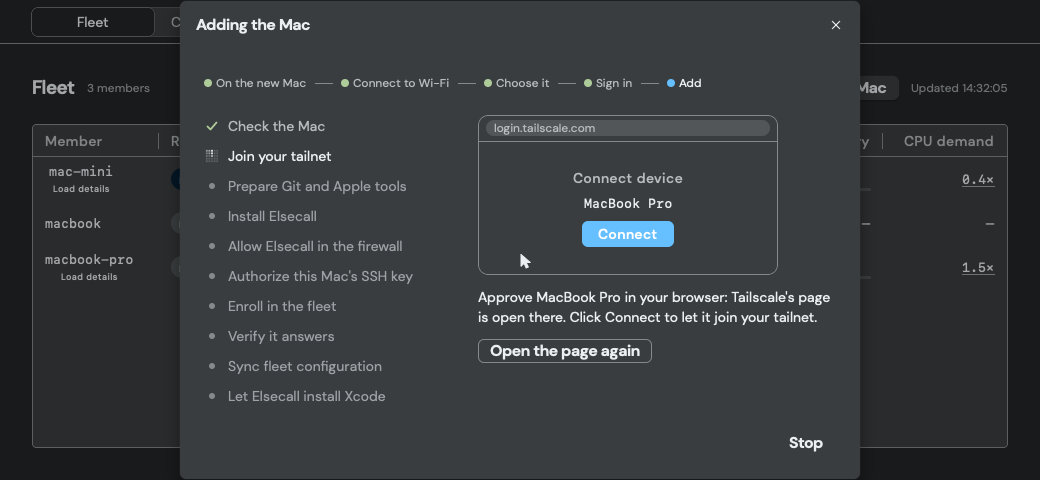 Fleet
Adding the Mac
×
On the new Mac
Connect to Wi-Fi
Choose it
Sign in
Add
Fleet
3 members
Mac
Updated 14:32:05
Member
CPU demand
mac-mini
Load details
0.4×
macbook
—
—
macbook-pro
Load details
1.5×
Check the Mac
Join your tailnet
Prepare Git and Apple tools
Install Elsecall
Allow Elsecall in the firewall
Authorize this Mac's SSH key
Enroll in the fleet
Verify it answers
Sync fleet configuration
Let Elsecall install Xcode
login.tailscale.com
Connect device
MacBook Pro
Connect
Approve MacBook Pro in your browser: Tailscale's page
is open there. Click Connect to let it join your tailnet.
Open the page again
Stop